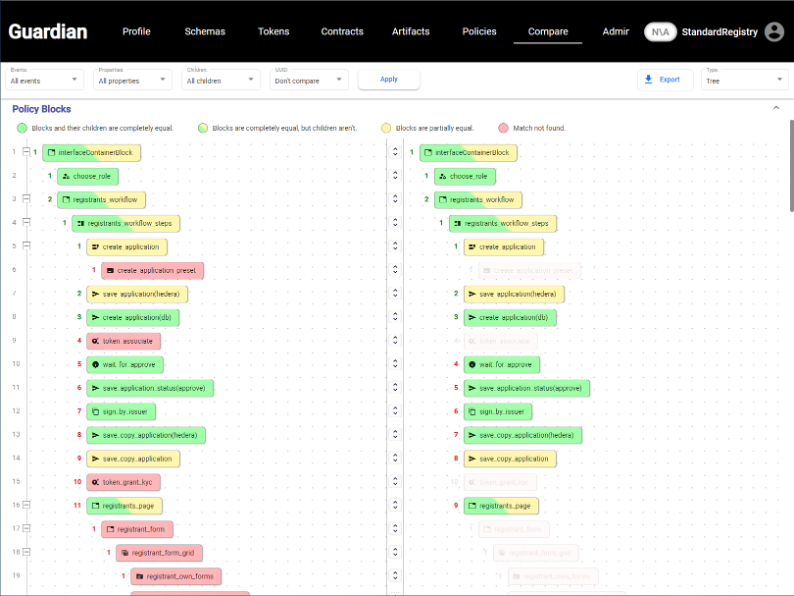 Guardian Profile Schemas Tokens Contracts Artifacts Policies Compare Admir N\A StandardRegistry
Events Properties Children UUID Type
All events All properties All children Don't compare Apply Export Tree
Policy Blocks
Blocks and their children are completely equal. Blocks are completely equal, but children aren't. Blocks are partially equal. Match not found.
1 1 interfaceContainerBlock 1 interfaceContainerBlock
2 1 choose_role 1 choose_role
3 2 registrants_workflow 2 registrants_workflow
4 1 registrants_workflow_steps 1 registrants_workflow_steps
5 1 create_application 1 create_application
6 1 create_application_preset 1 create_application_preset
7 2 save_application(hedera) 2 save_application(hedera)
8 3 create_application(db) 3 create_application(db)
9 4 token_associate 4 token_associate
10 5 wait_for_approve 4 wait_for_approve
11 6 save_application_status(approve) 5 save_application_status(approve)
12 7 sign_by_issuer 6 sign_by_issuer
13 8 save_copy_application(hedera) 7 save_copy_application(hedera)
14 9 save_copy_application 8 save_copy_application
15 10 token_grant_kyc 10 token_grant_kyc
16 11 registrants_page 9 registrants_page
17 1 registrant_form 1 registrant_form
18 1 registrant_form_grid 1 registrant_form_grid
19 1 registrant_own_forms 1 registrant_own_forms